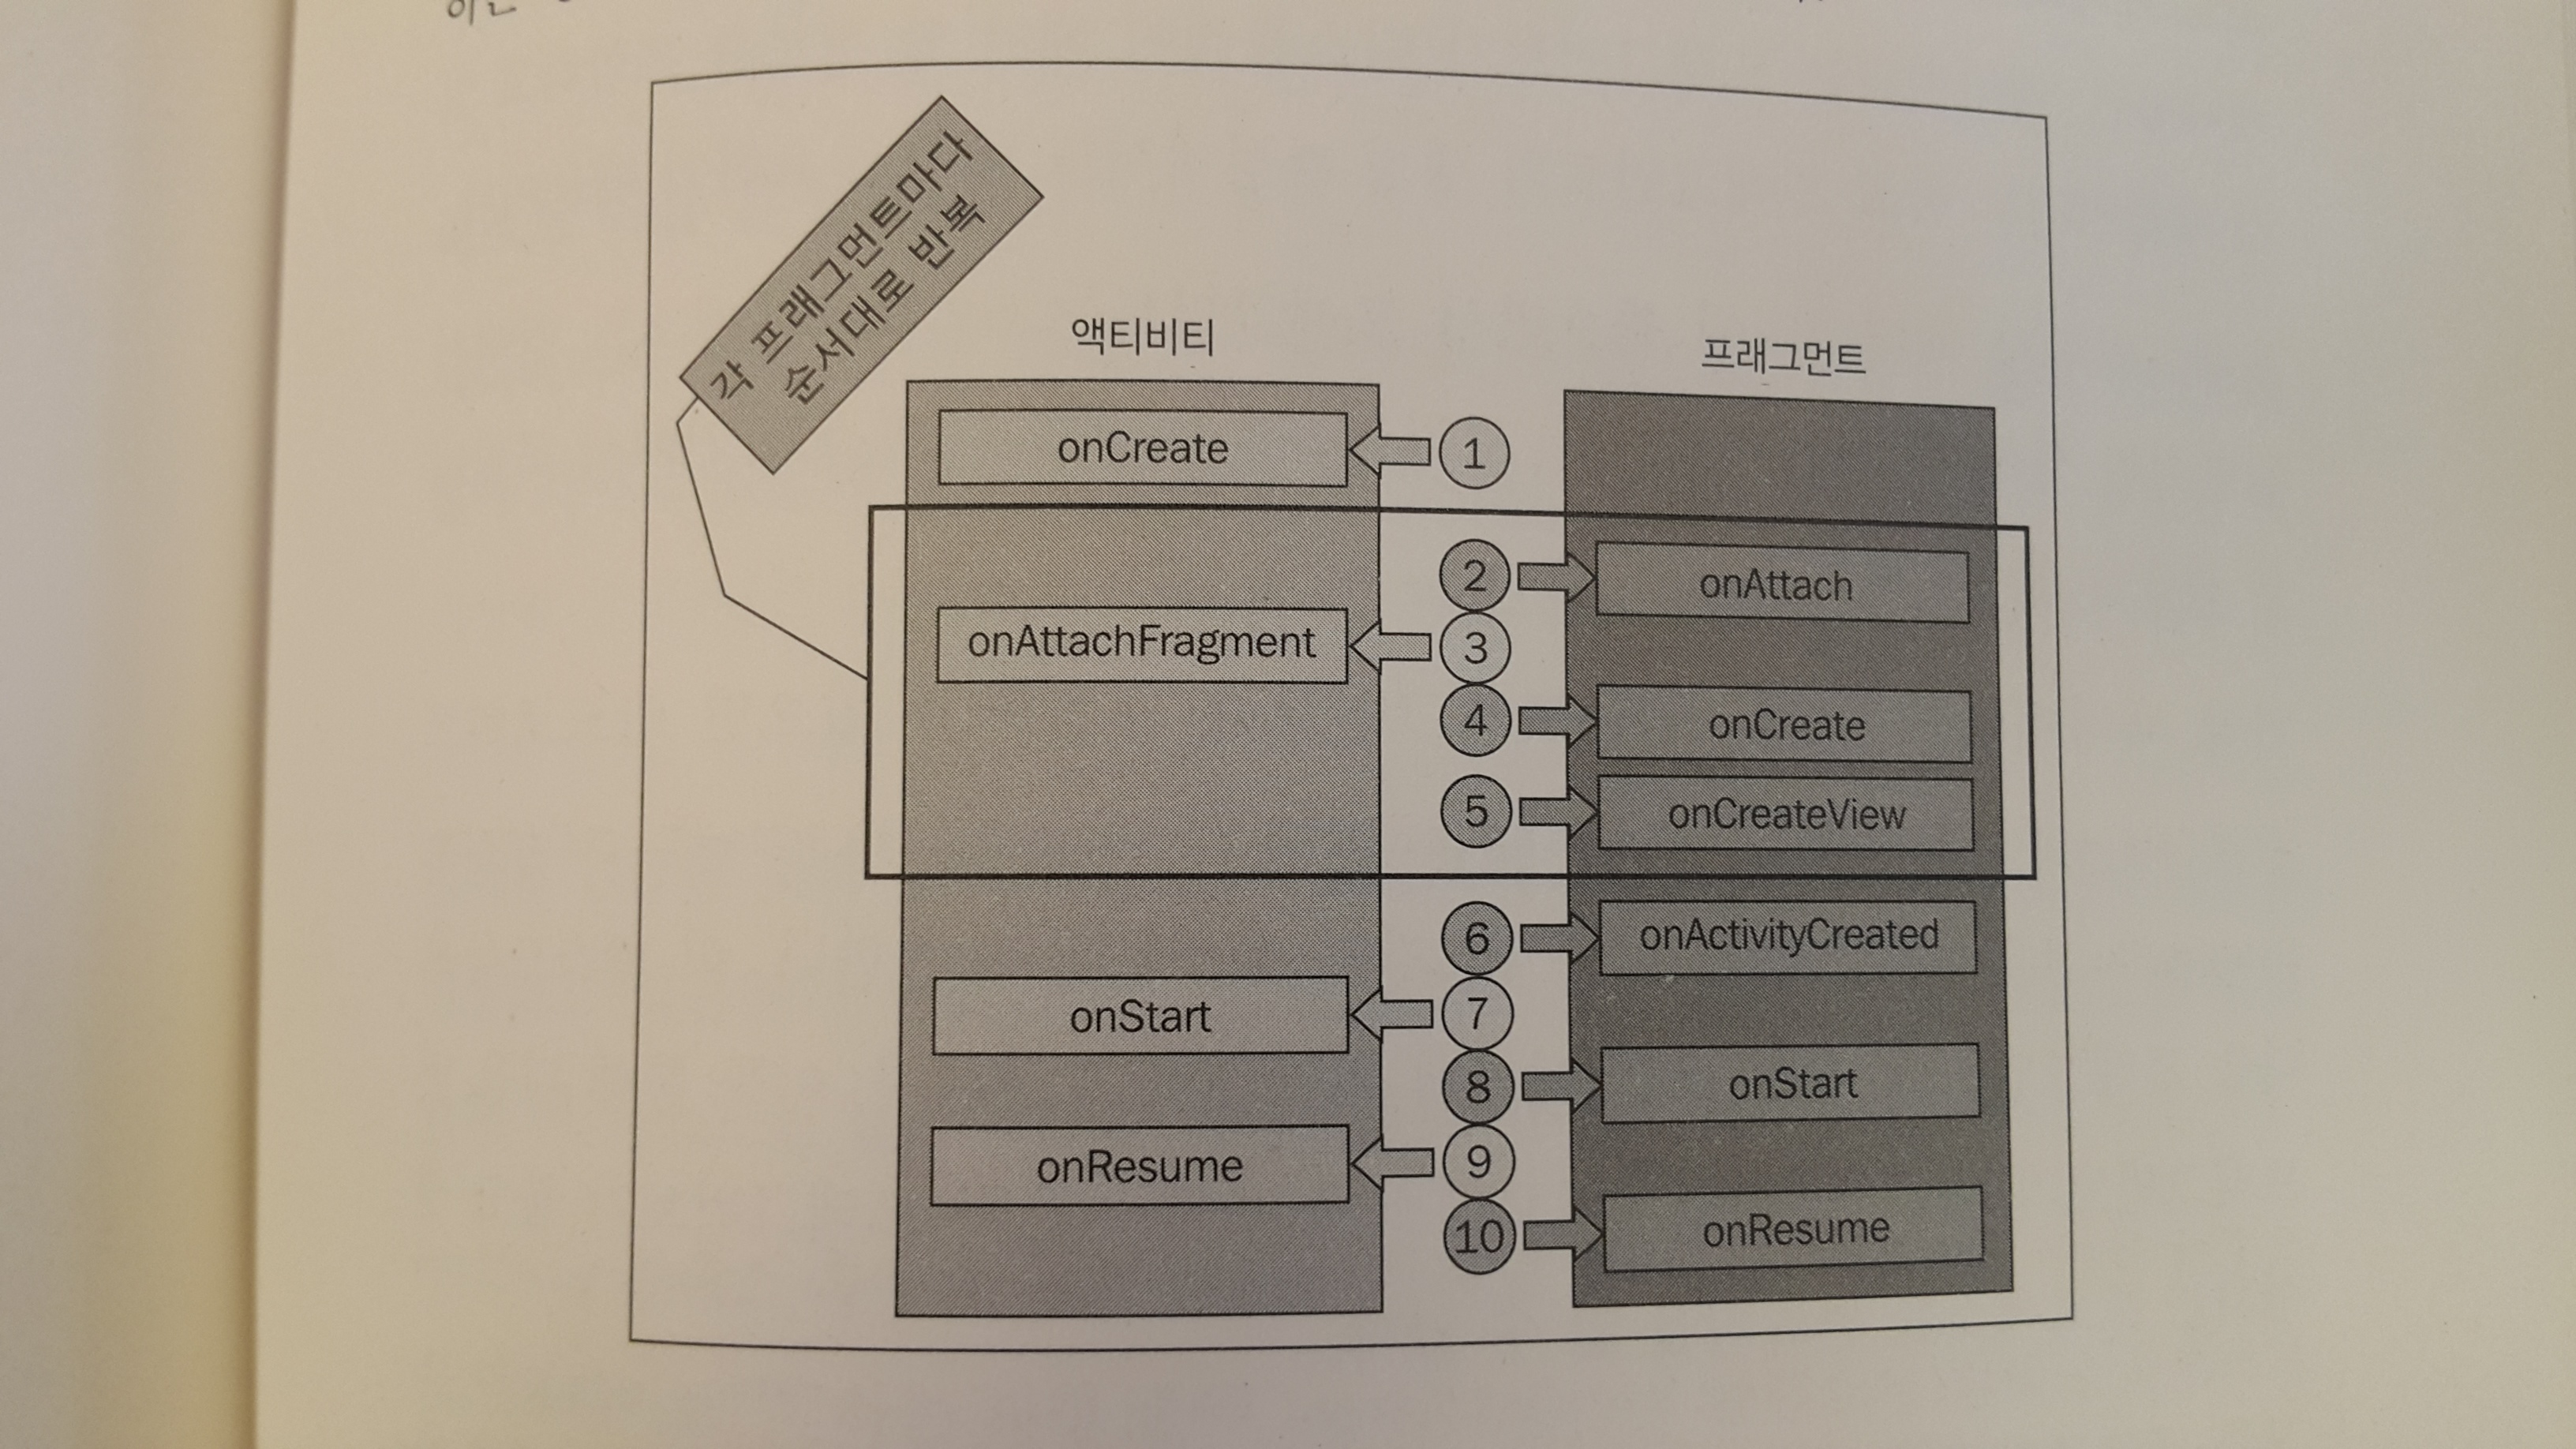 각 프래그먼트마다
순서대로 반복
액티비티
프래그먼트
onCreate
1
2
onAttach
onAttachFragment
3
4
onCreate
5
onCreateView
6
onActivityCreated
onStart
7
8
onStart
onResume
9
10
onResume